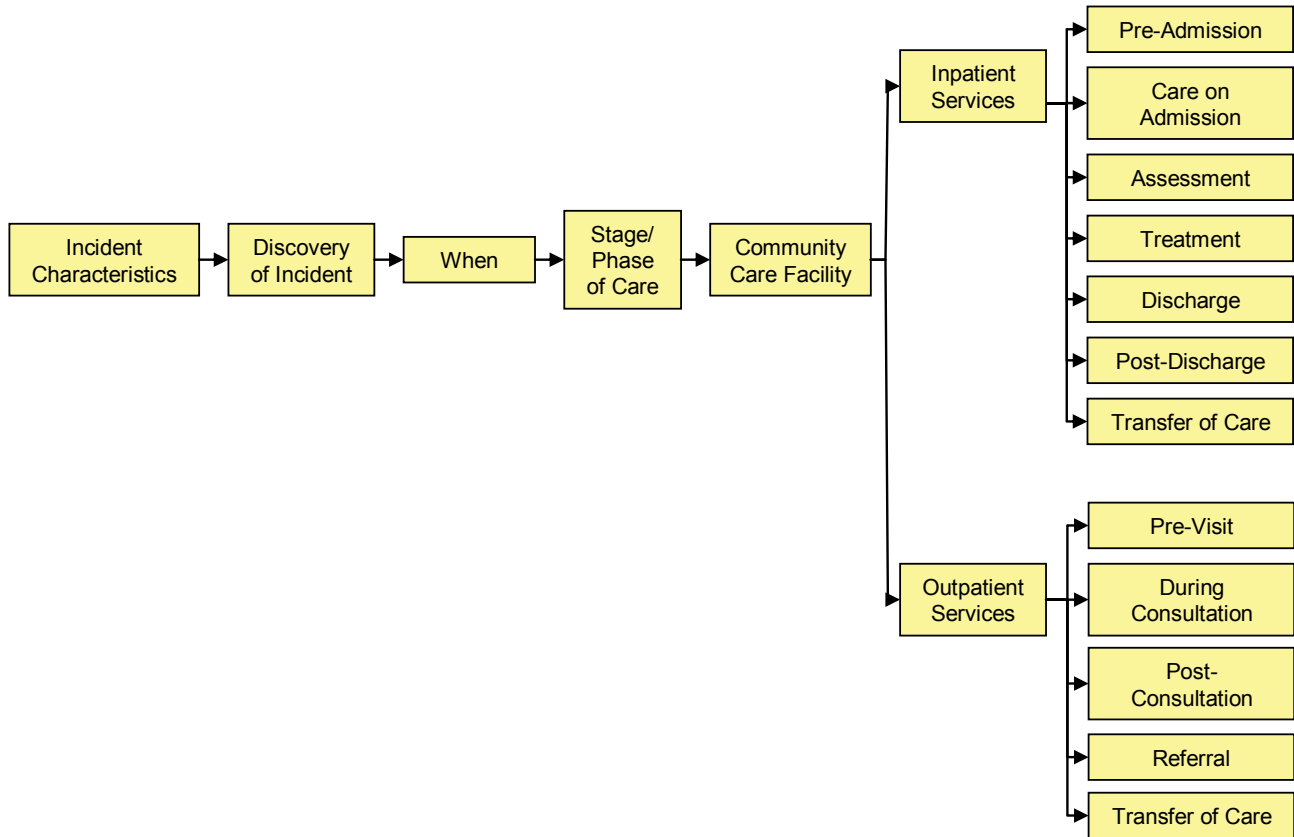 Incident
Characteristics
Discovery
of Incident
When
Stage/
Phase
of Care
Community
Care Facility
Inpatient
Services
Pre-Admission
Care on
Admission
Assessment
Treatment
Discharge
Post-Discharge
Transfer of Care
Outpatient
Services
Pre-Visit
During
Consultation
Post-
Consultation
Referral
Transfer of Care